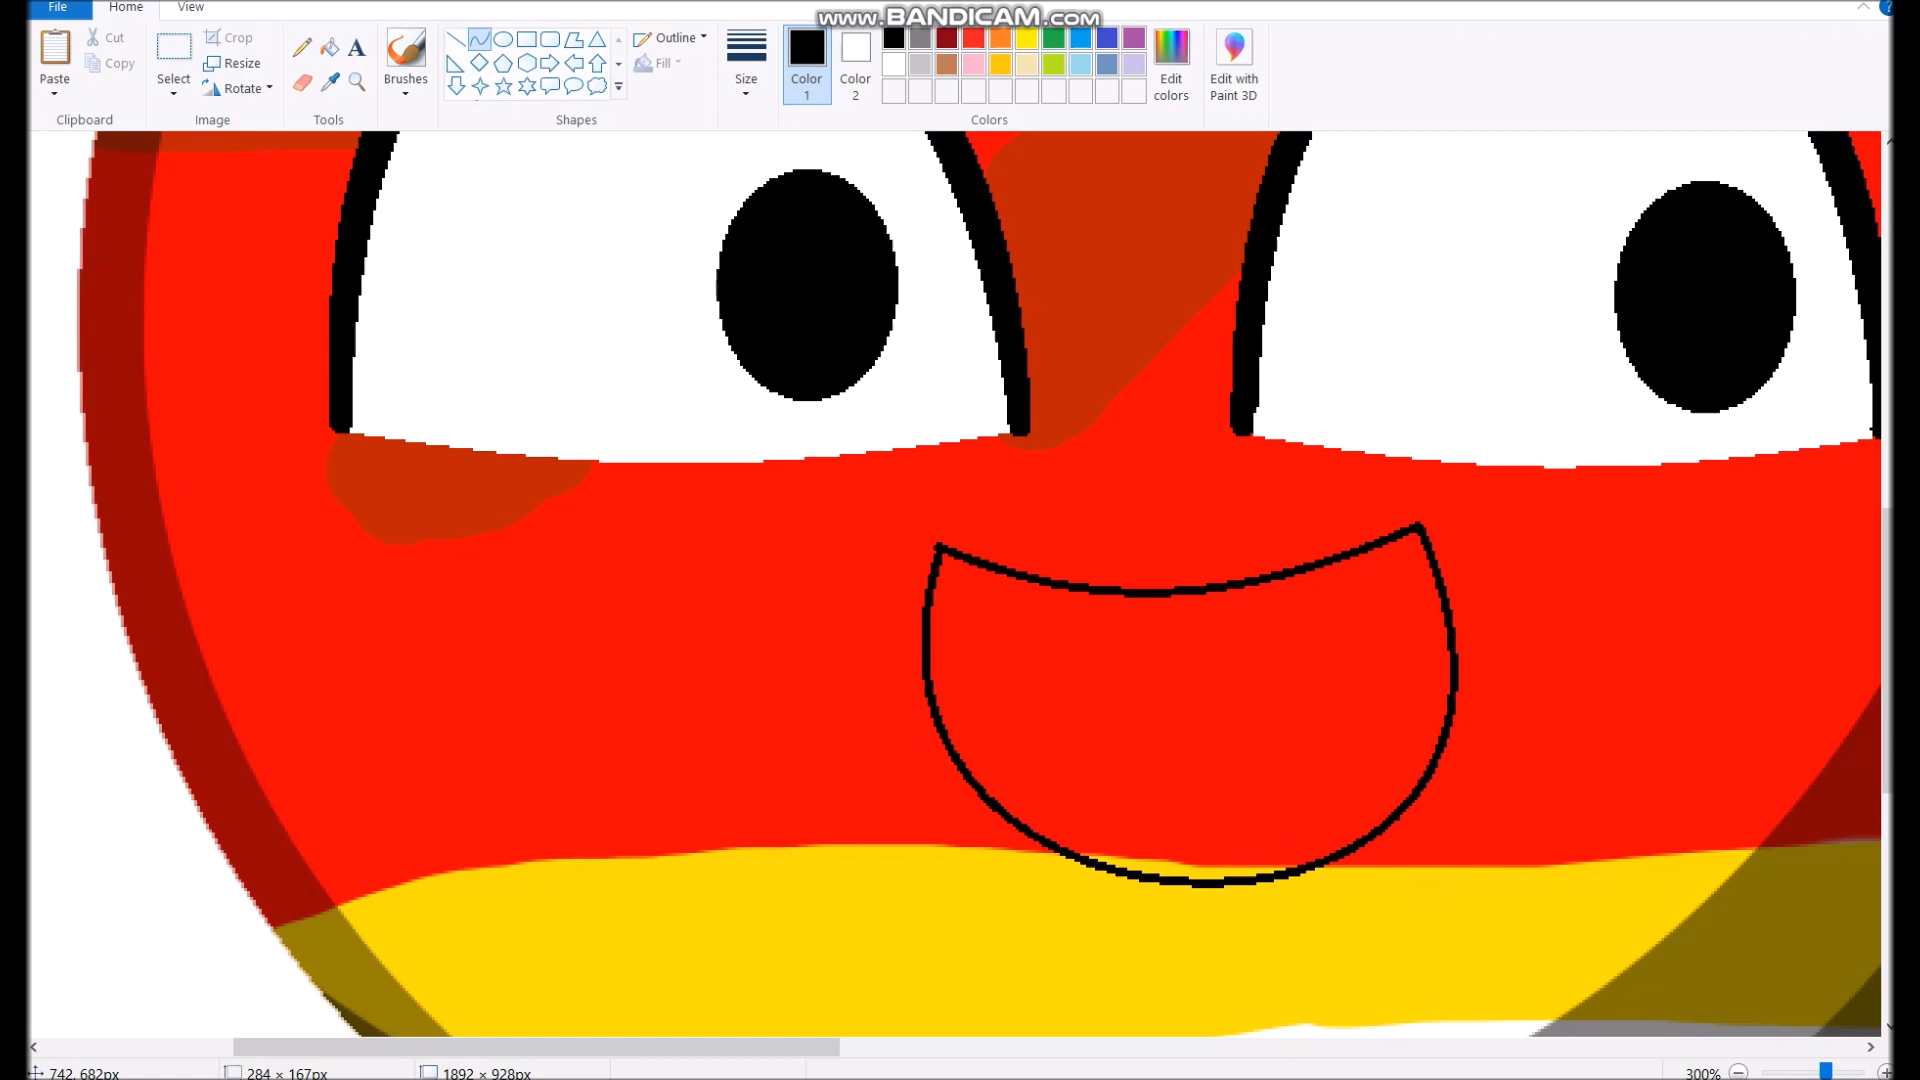 File Home View
www.BANDICAM.com
Cut Crop Outline
Copy Resize Fill
Paste Select Rotate Brushes Size Color 1 Color 2 Edit colors Edit with Paint 3D
Clipboard Image Tools Shapes Colors
742, 682px 284 × 167px 1892 × 928px 300%